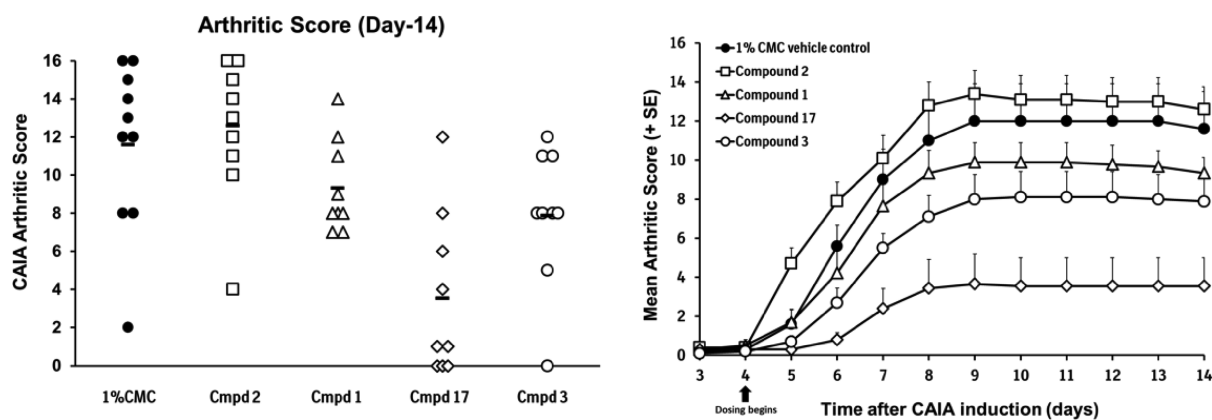 Arthritic Score (Day-14)
CAIA Arthritic Score
16
14
12
10
8
6
4
2
0
1%CMC
Cmpd 2
Cmpd 1
Cmpd 17
Cmpd 3
Mean Arthritic Score (+ SE)
16
14
12
10
8
6
4
2
0
1% CMC vehicle control
Compound 2
Compound 1
Compound 17
Compound 3
3 4 5 6 7 8 9 10 11 12 13 14
Dosing begins
Time after CAIA induction (days)